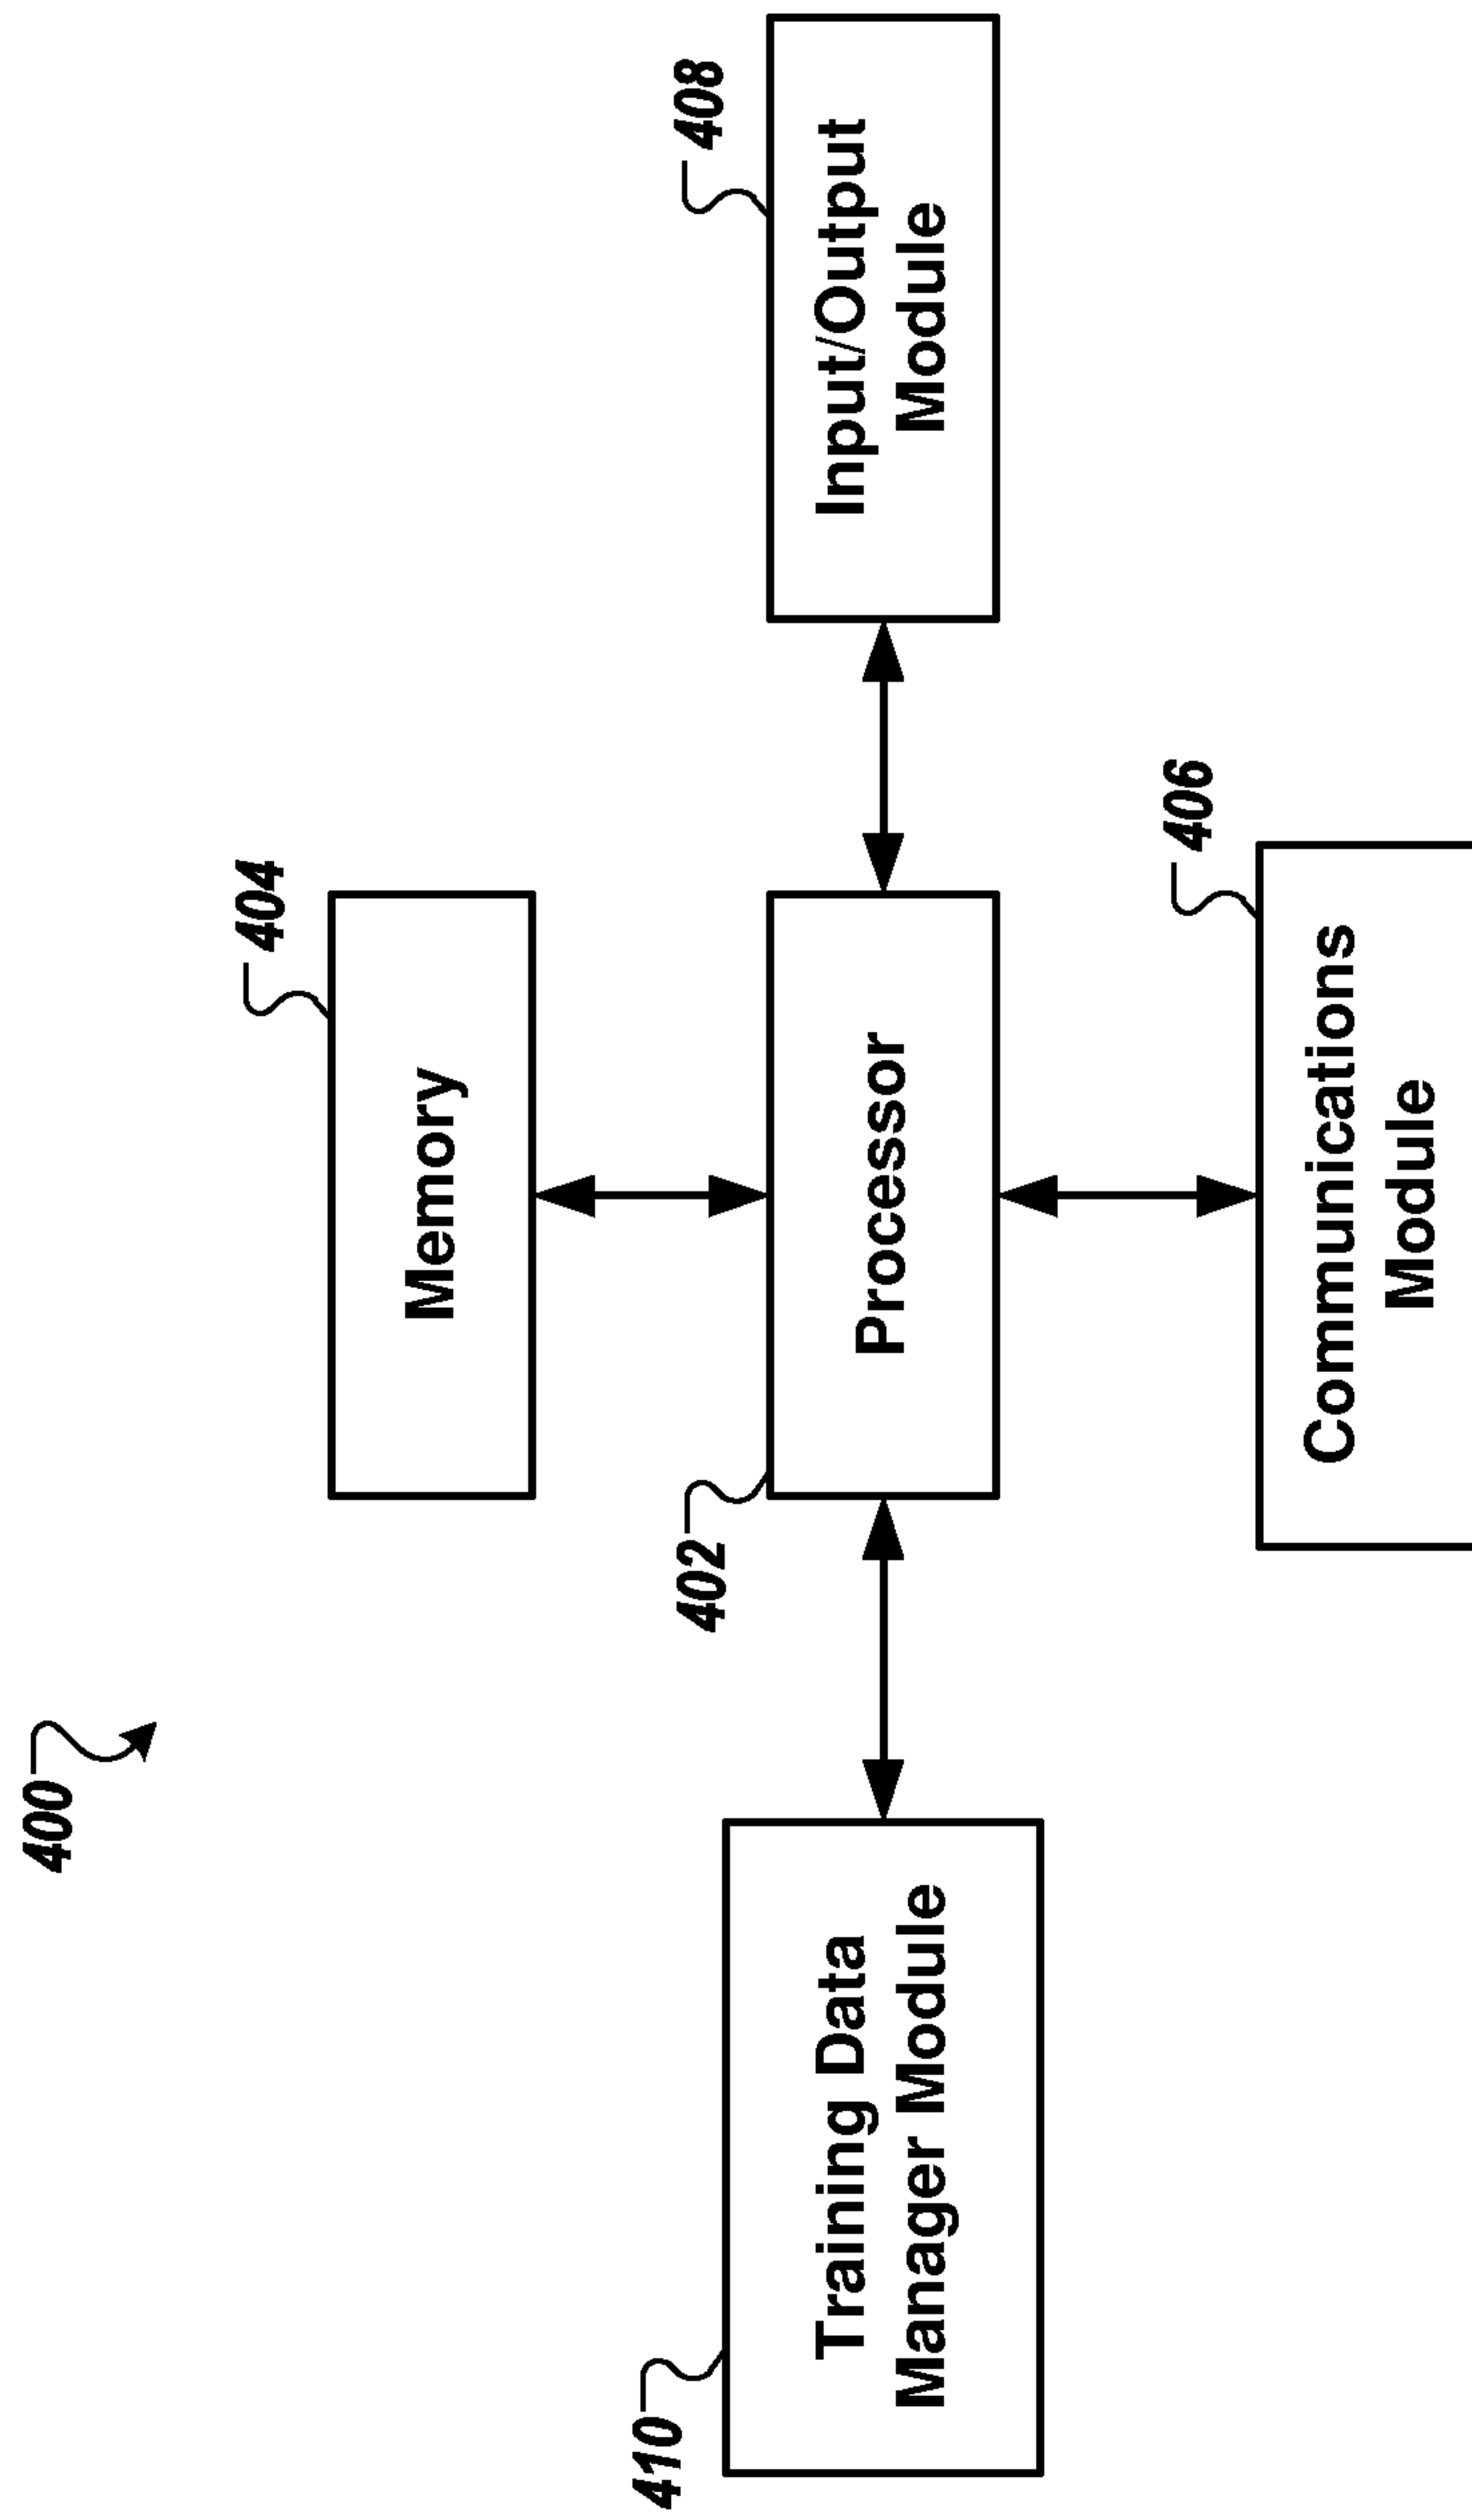 400
404
Memory
402
408
410
Training Data
Manager Module
Processor
Input/Output
Module
406
Communications
Module